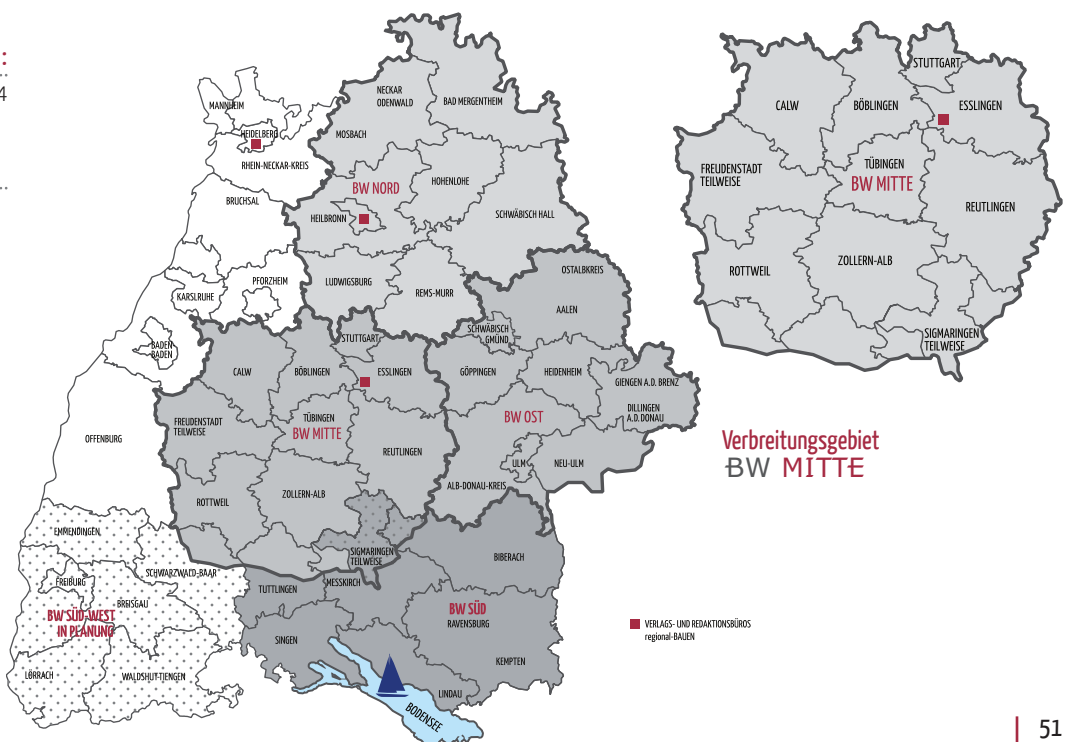 :
4
MANNHEIM
HEIDELBERG
RHEIN-NECKAR-KREIS
BRUCHSAL
PFORZHEIM
KARSLRUHE
BADEN
BADEN
OFFENBURG
NECKAR
ODENWALD
BAD MERGENTHEIM
MOSBACH
BW NORD
HOHENLOHE
HEILBRONN
SCHWÄBISCH HALL
LUDWIGSBURG
REMS-MURR
OSTALBKREIS
AALEN
SCHWÄBISCH
GMÜND
GÖPPINGEN
HEIDENHEIM
GIENGEN A.D. BRENZ
DILLINGEN
A.D. DONAU
BW OST
ULM
NEU-ULM
ALB-DONAU-KREIS
STUTTGART
CALW
BÖBLINGEN
ESSLINGEN
FREUDENSTADT
TEILWEISE
TÜBINGEN
BW MITTE
REUTLINGEN
ROTTWEIL
ZOLLERN-ALB
SIGMARINGEN
TEILWEISE
EMMENDINGEN
SCHWARZWALD-BAAR
FREIBURG
BREISGAU
BW SÜD-WEST
IN PLANUNG
LÖRRACH
WALDSHUT-TIENGEN
TUTTLINGEN
MESSKIRCH
BIBERACH
BW SÜD
RAVENSBURG
SINGEN
KEMPTEN
LINDAU
BODENSEE
STUTTGART
CALW
BÖBLINGEN
ESSLINGEN
FREUDENSTADT
TEILWEISE
TÜBINGEN
BW MITTE
REUTLINGEN
ROTTWEIL
ZOLLERN-ALB
SIGMARINGEN
TEILWEISE
Verbreitungsgebiet
BW MITTE
VERLAGS- UND REDAKTIONSBÜROS
regional-BAUEN
| 51